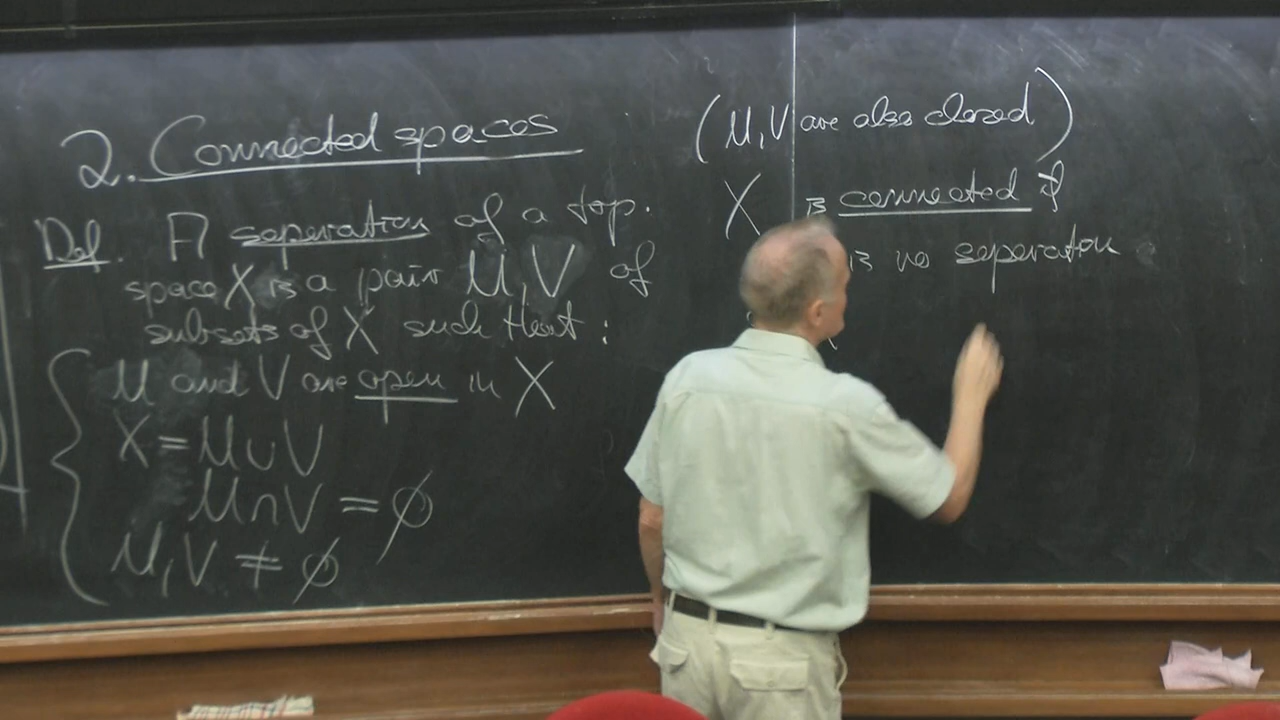 2. Connected spaces
Def. A separation of a top.
space X is a pair U, V of
subsets of X such that :
U and V are open in X
X = U ∪ V
U ∩ V = ∅
U, V ≠ ∅
(U, V are also closed)
X is connected if
is no separation